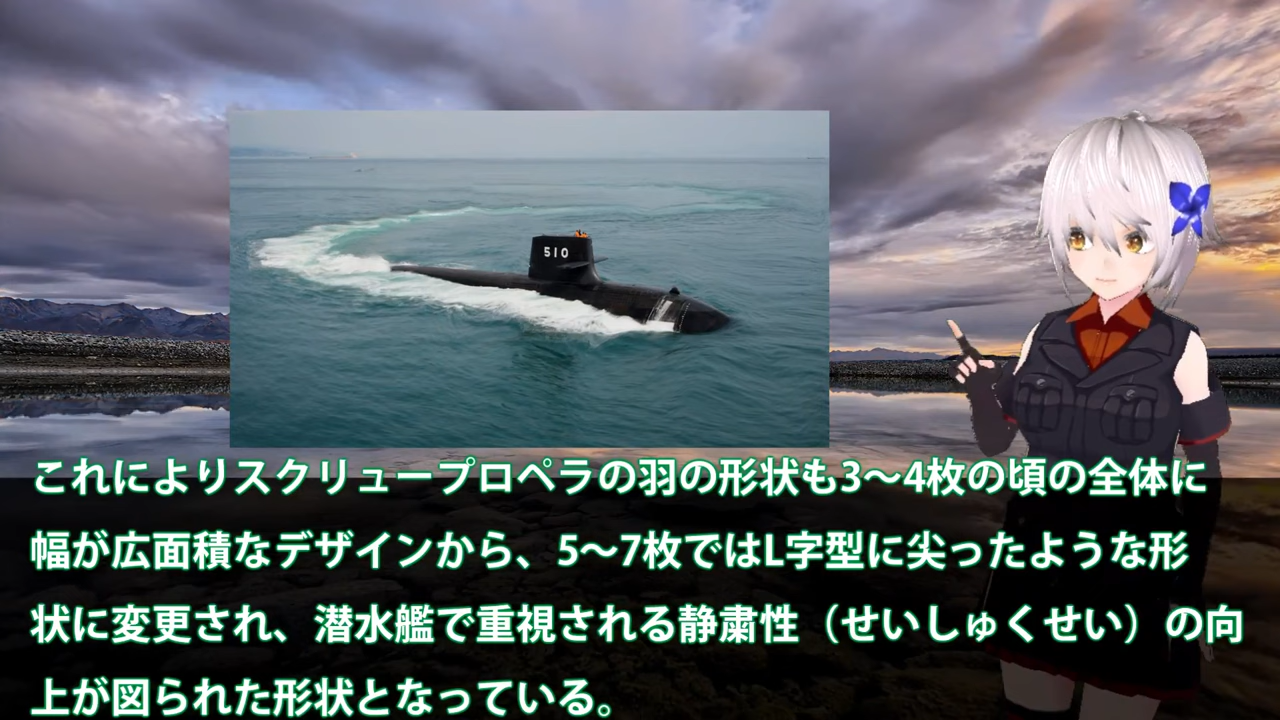 510
これによりスクリュープロペラの羽の形状も3～4枚の頃の全体に
幅が広面積なデザインから、5～7枚ではL字型に尖ったような形
状に変更され、潜水艦で重視される静粛性（せいしゅくせい）の向
上が図られた形状となっている。